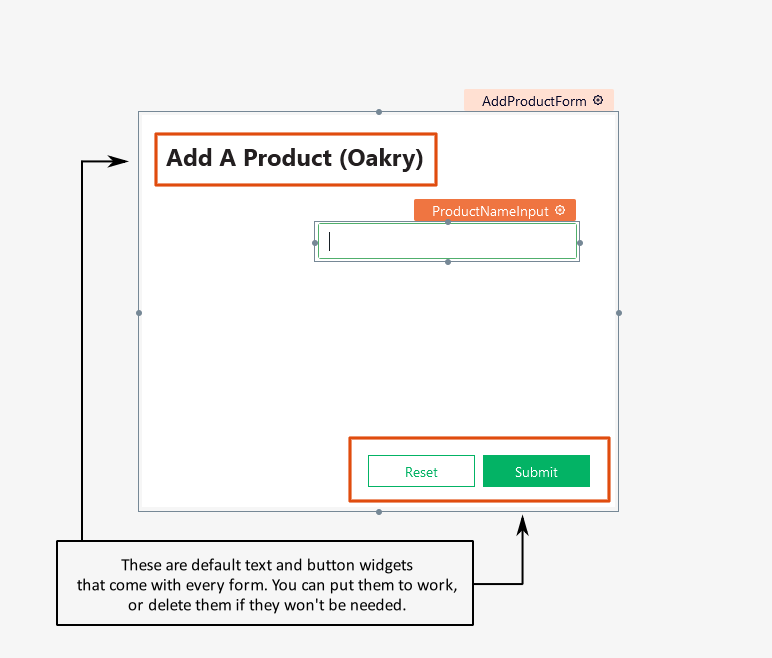 AddProductForm
Add A Product (Oakry)
ProductNameInput
Reset
Submit
These are default text and button widgets
that come with every form. You can put them to work,
or delete them if they won't be needed.